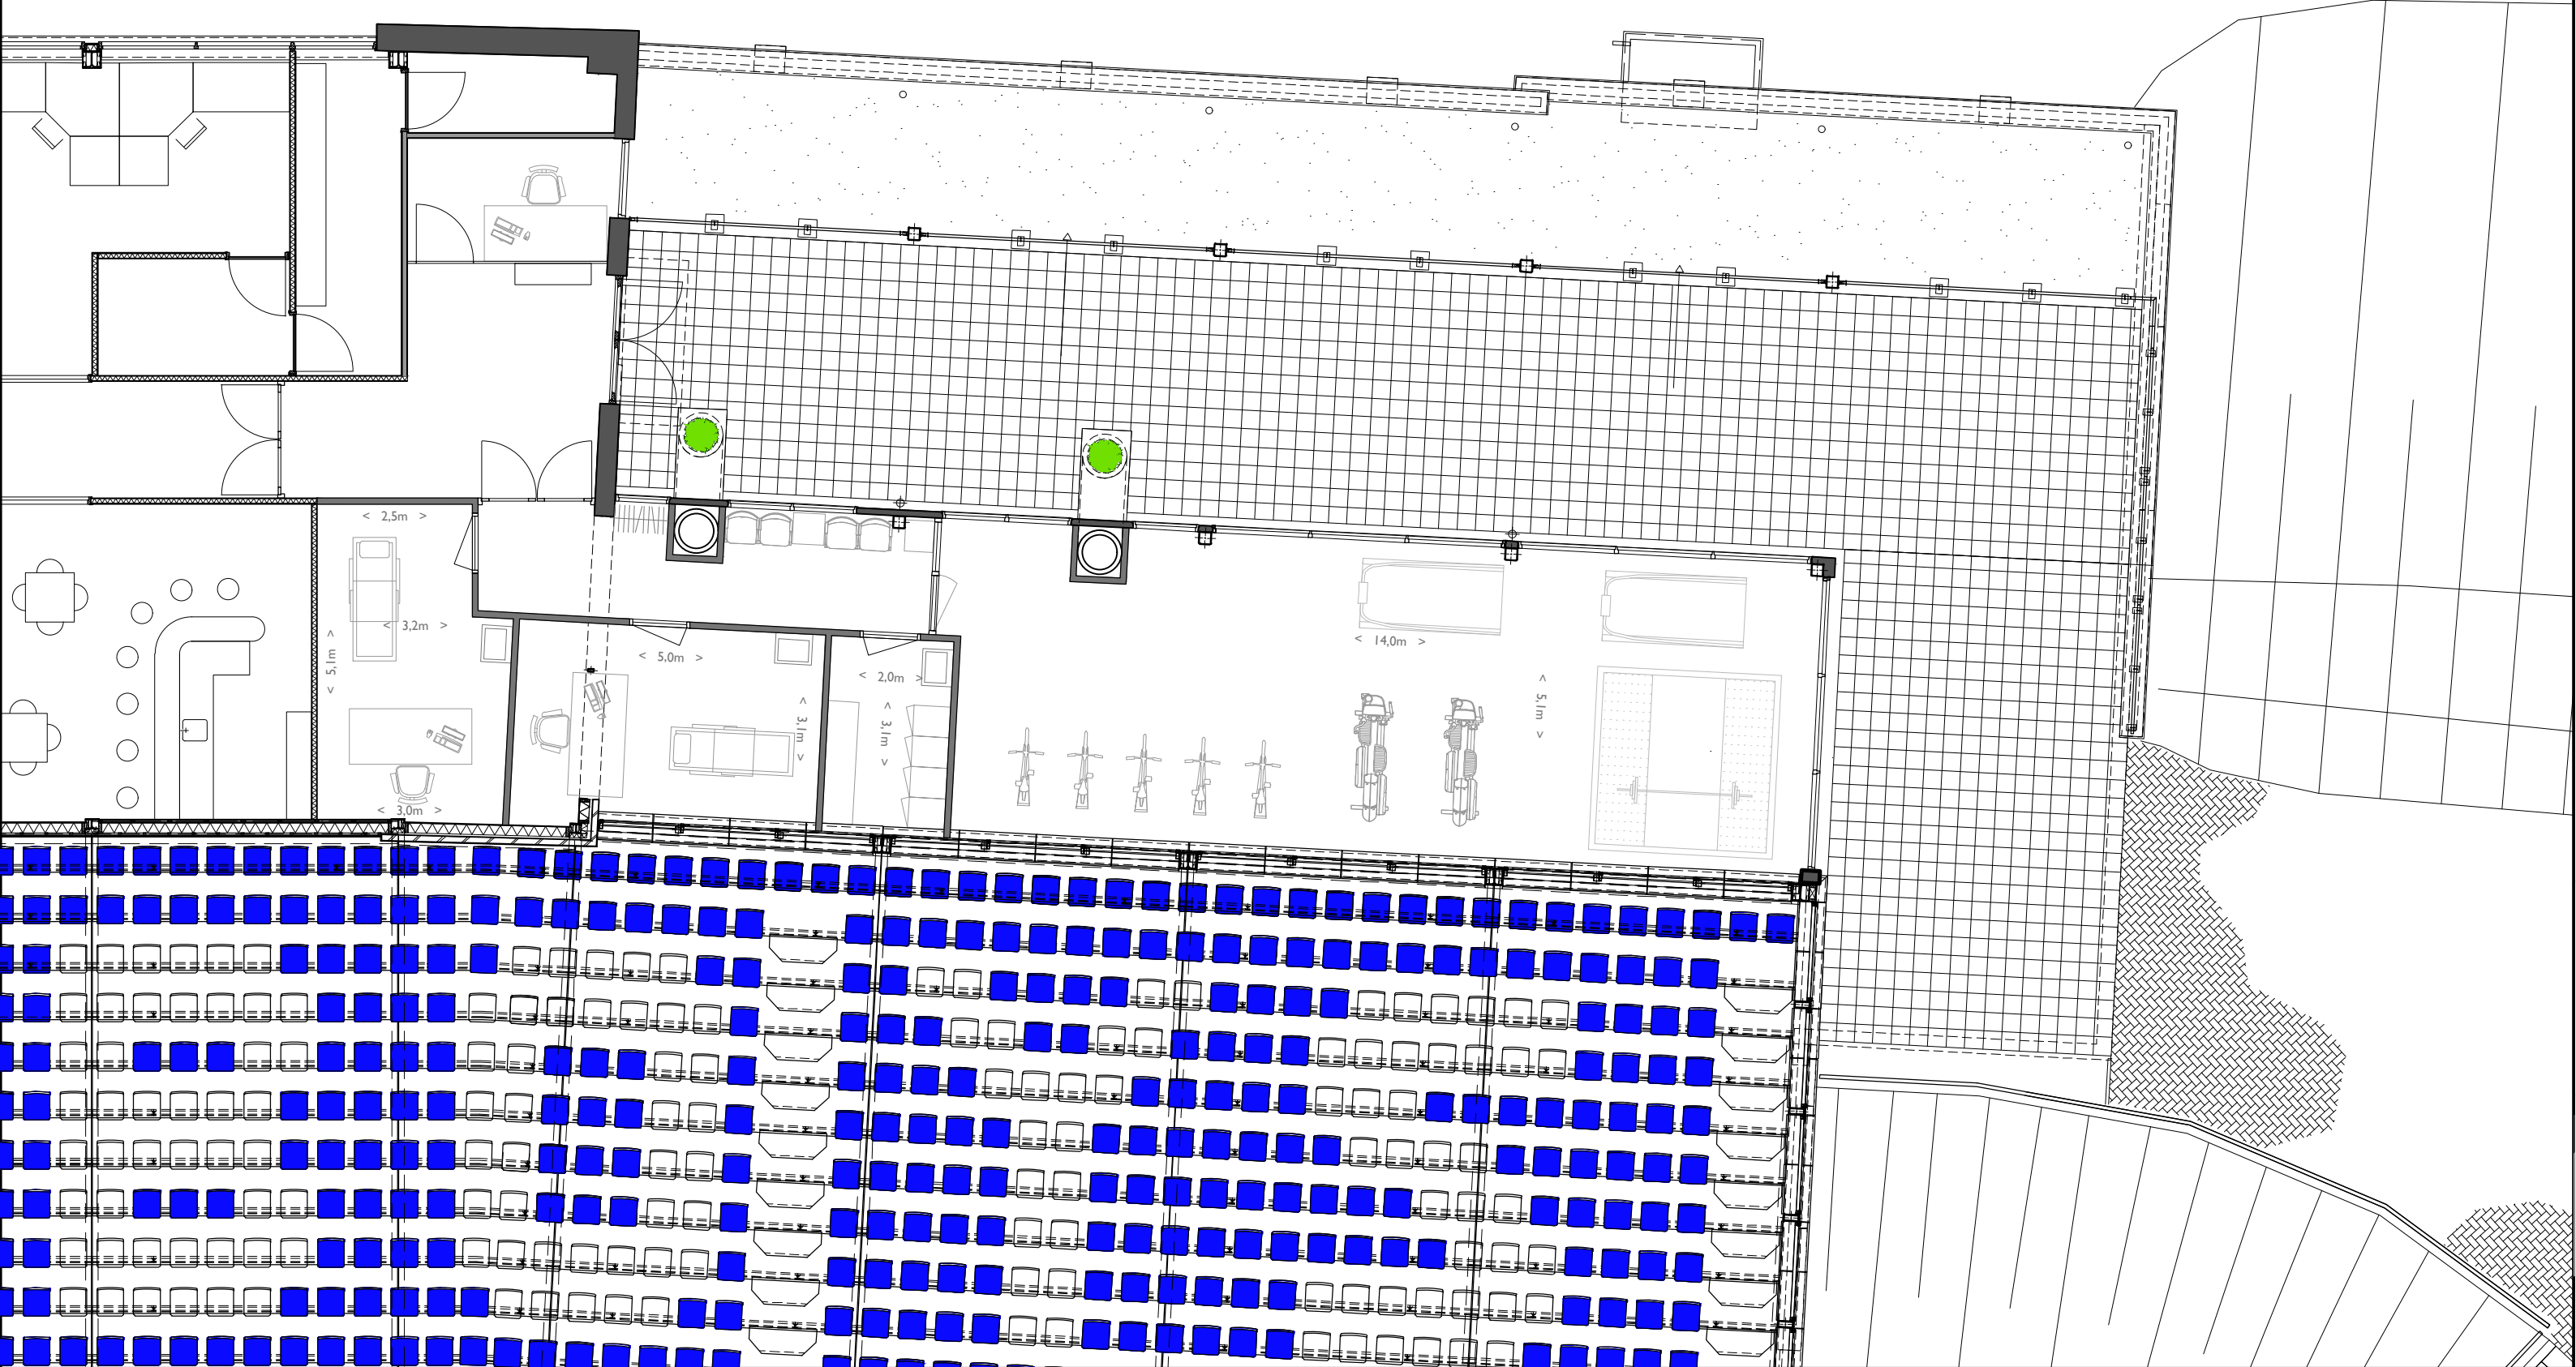 < 2,5m >
< 3,2m >
< 5,1m >
< 3,0m >
< 5,0m >
< 3,1m >
< 2,0m >
< 3,1m >
< 14,0m >
< 5,1m >